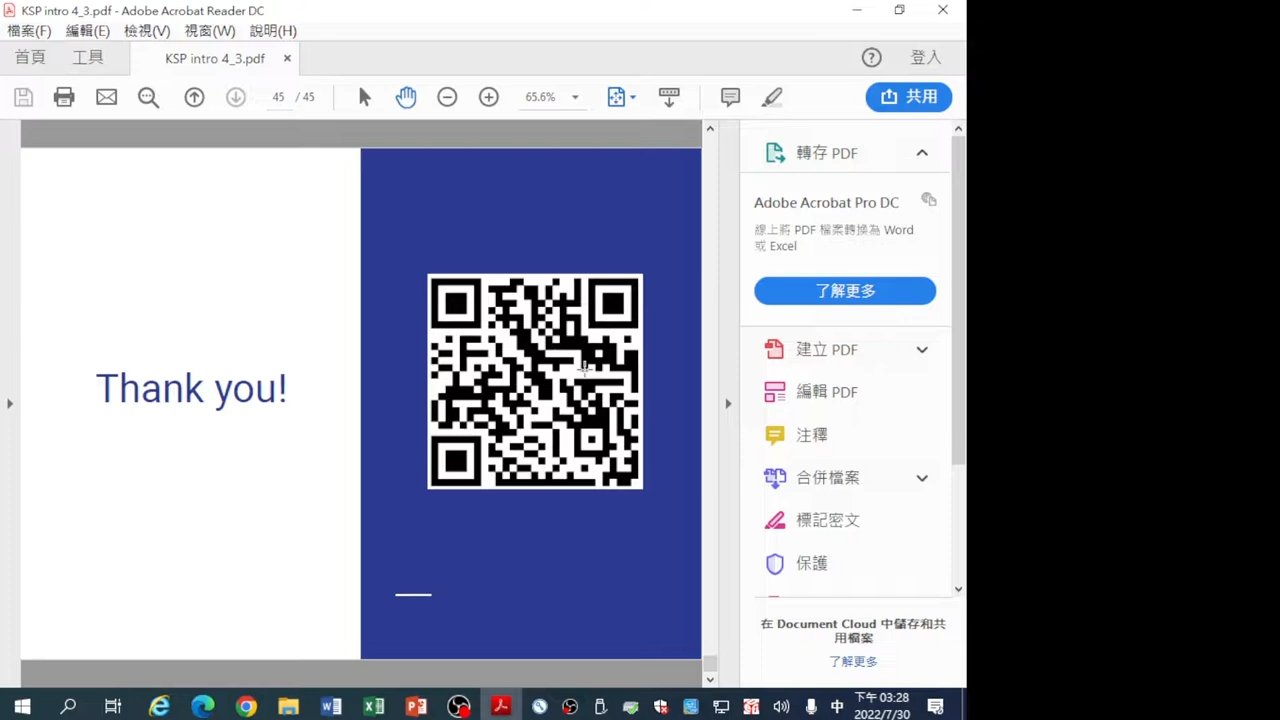 KSP intro 4_3.pdf - Adobe Acrobat Reader DC
檔案(F) 編輯(E) 檢視(V) 視窗(W) 說明(H)
首頁 工具 KSP intro 4_3.pdf × 登入
45 / 45 65.6% 共用
轉存 PDF
Adobe Acrobat Pro DC
線上將 PDF 檔案轉換為 Word
或 Excel
了解更多
Thank you!
建立 PDF
編輯 PDF
注釋
合併檔案
標記密文
保護
在 Document Cloud 中儲存和共
用檔案
了解更多
中
下午 03:28
2022/7/30